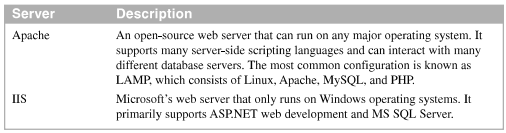 Server Description
Apache An open-source web server that can run on any major operating system. It
supports many server-side scripting languages and can interact with many
different database servers. The most common configuration is known as
LAMP, which consists of Linux, Apache, MySQL, and PHP.
IIS Microsoft's web server that only runs on Windows operating systems. It
primarily supports ASP.NET web development and MS SQL Server.